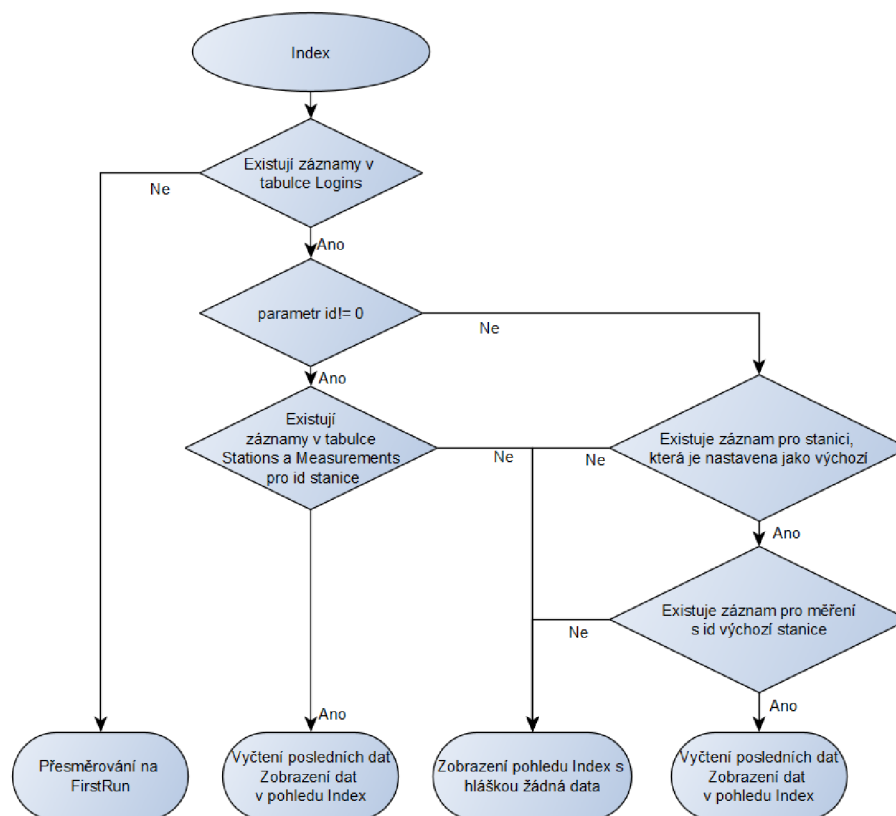 Index
Existují záznamy v
tabulce Logins
Ne
Ano
parametr id!= 0
Ne
Ano
Existují
záznamy v tabulce
Stations a Measurements
pro id stanice
Ne
Ne
Existuje záznam pro stanici,
která je nastavena jako výchozí
Ano
Existuje záznam pro měření
s id výchozí stanice
Ne
Ano
Ano
Přesměrování na
FirstRun
Vyčtení posledních dat
Zobrazení dat
v pohledu Index
Zobrazení pohledu Index s
hláškou žádná data
Vyčtení posledních dat
Zobrazení dat
v pohledu Index